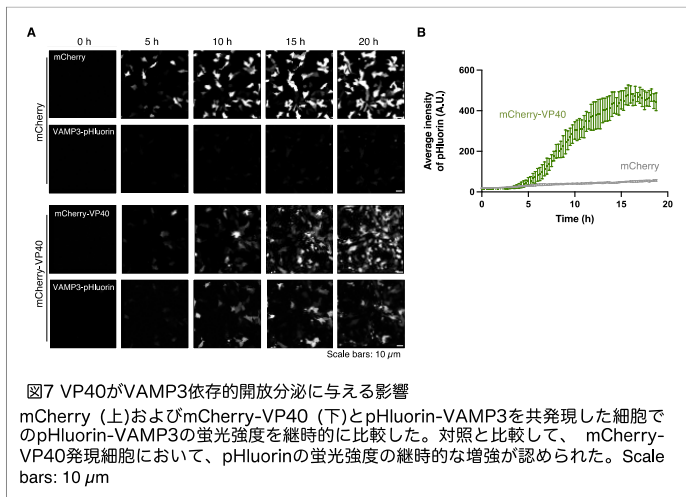 A
0 h 5 h 10 h 15 h 20 h
mCherry
mCherry
VAMP3-pHluorin
mCherry-VP40
mCherry-VP40
VAMP3-pHluorin
Scale bars: 10 µm
B
Average inensity
of pHluorin (A.U.)
600
400
200
0
mCherry-VP40
mCherry
0 5 10 15 20
Time (h)
図7 VP40がVAMP3依存的開放分泌に与える影響
mCherry (上)およびmCherry-VP40 (下)とpHluorin-VAMP3を共発現した細胞で
のpHluorin-VAMP3の蛍光強度を継時的に比較した。対照と比較して、 mCherry-
VP40発現細胞において、pHluorinの蛍光強度の継時的な増強が認められた。Scale
bars: 10 µm